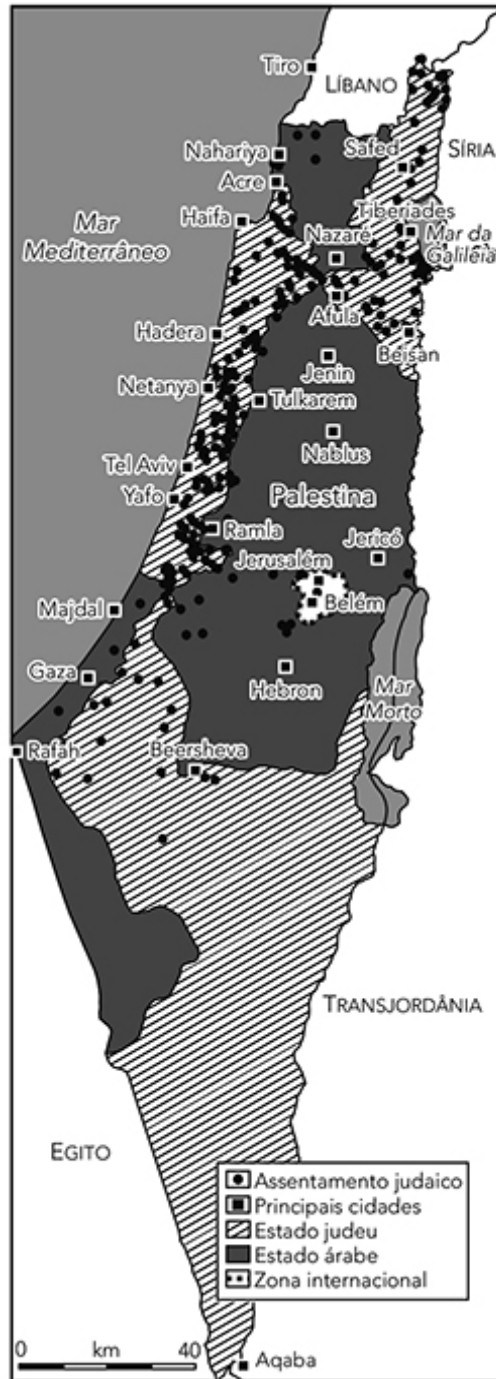 Tiro
LÍBANO
Nahariya
Safed
SÍRIA
Acre
Tiberíades
Haifa
Mar
Mediterrâneo
Nazaré
Mar da
Galiléia
Afula
Hadera
Beisan
Jenin
Netanya
Tulkarem
Nablus
Tel Aviv
Palestina
Yafo
Ramla
Jericó
Jerusalém
Belém
Majdal
Gaza
Hebron
Mar
Morto
Rafah
Beersheva
TRANSJORDÂNIA
EGITO
Assentamento judaico
Principais cidades
Estado judeu
Estado árabe
Zona internacional
0 km 40
Aqaba